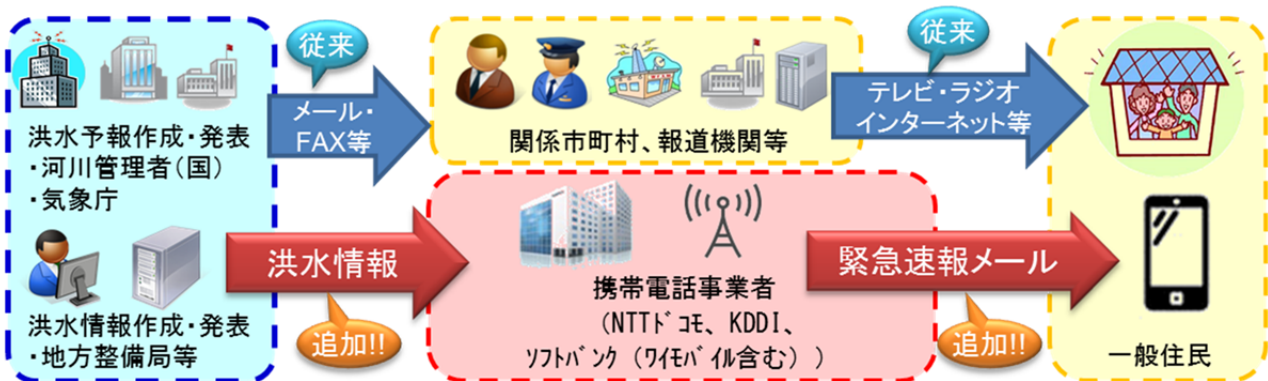 従来
メール・
FAX等
洪水予報作成・発表
・河川管理者（国）
・気象庁
関係市町村、報道機関等
従来
テレビ・ラジオ
インターネット等
洪水情報作成・発表
・地方整備局等
洪水情報
追加!!
携帯電話事業者
（NTTﾄﾞｺﾓ、KDDI、
ｿﾌﾄﾊﾞﾝｸ（ﾜｲﾓﾊﾞｲﾙ含む））
緊急速報メール
追加!!
一般住民